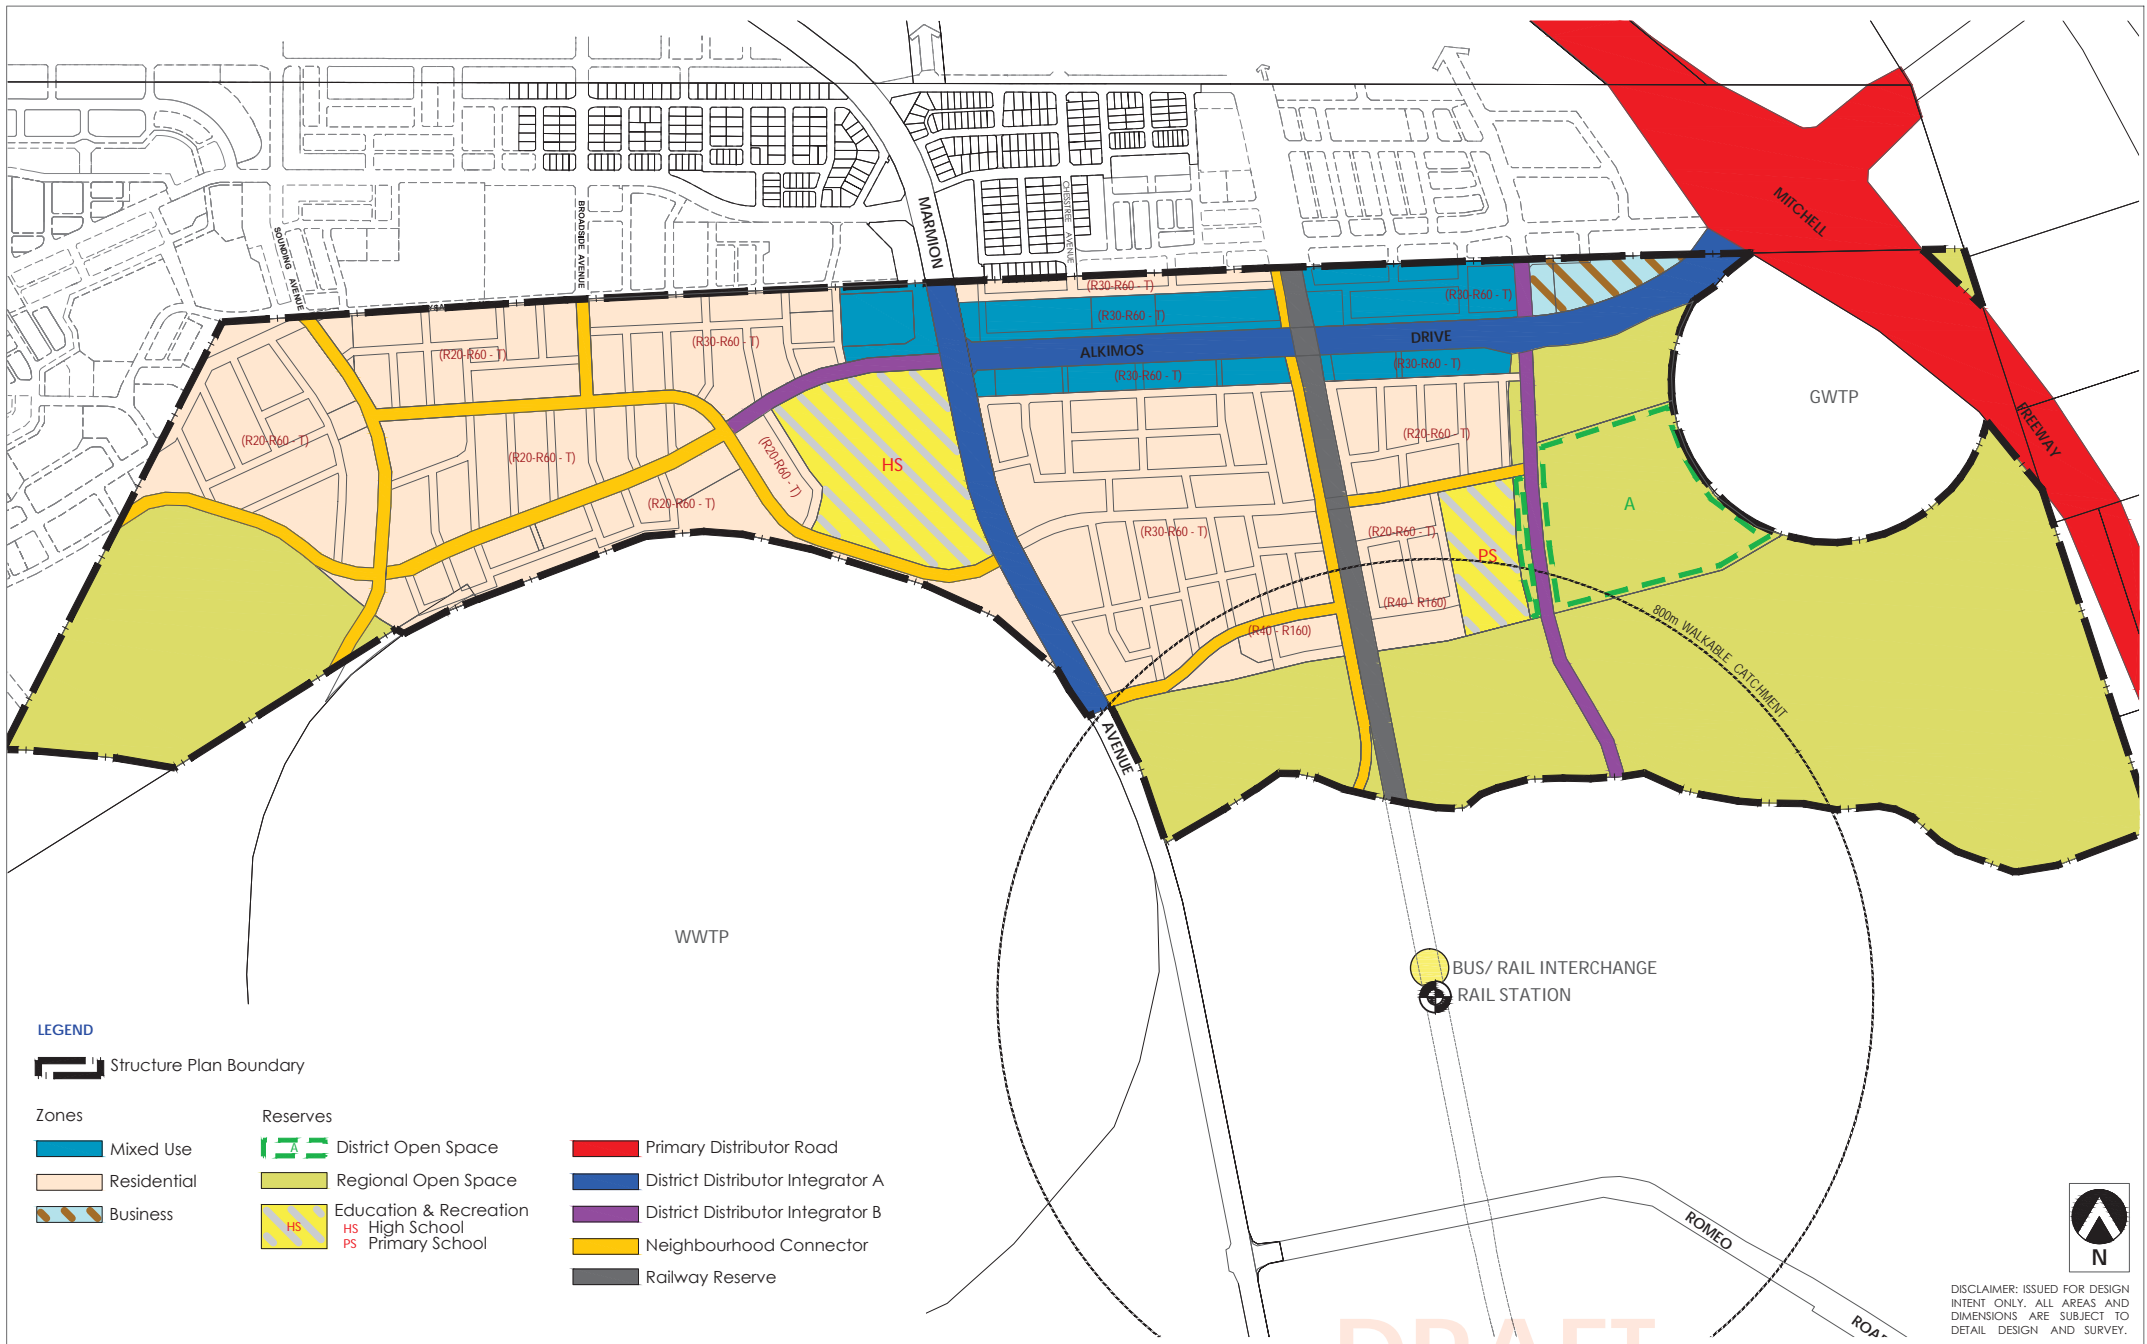 MITCHELL
FREEWAY
SOUNDING AVENUE
BROADSIDE AVENUE
MARMION
CHESSTREE AVENUE
(R30-R60 - T)
(R30-R60 - T)
(R30-R60 - T)
(R20-R60 - T)
(R30-R60 - T)
ALKIMOS
DRIVE
(R30-R60 - T)
(R30-R60 - T)
GWTP
(R20-R60 - T)
(R20-R60 - T)
(R20-R60 - T)
(R20-R60 - T)
HS
(R20-R60 - T)
(R20-R60 - T)
A
(R30-R60 - T)
(R20-R60 - T)
PS
(R40 - R160)
(R40 - R160)
800m WALKABLE CATCHMENT
AVENUE
WWTP
BUS/ RAIL INTERCHANGE
RAIL STATION
LEGEND
Structure Plan Boundary
Zones
Mixed Use
Residential
Business
Reserves
A
District Open Space
Regional Open Space
HS
Education & Recreation
HS High School
PS Primary School
Primary Distributor Road
District Distributor Integrator A
District Distributor Integrator B
Neighbourhood Connector
Railway Reserve
ROMEO
N
DISCLAIMER: ISSUED FOR DESIGN
INTENT ONLY. ALL AREAS AND
DIMENSIONS ARE SUBJECT TO
DETAIL DESIGN AND SURVEY.
DRAFT